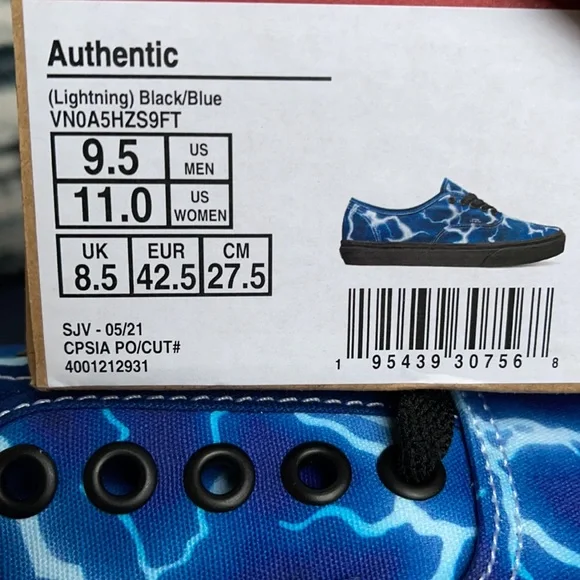 Authentic
(Lightning) Black/Blue
VN0A5HZS9FT
9.5 US MEN
11.0 US WOMEN
UK 8.5 EUR 42.5 CM 27.5
SJV - 05/21
CPSIA PO/CUT#
4001212931
1 95439 30756 8